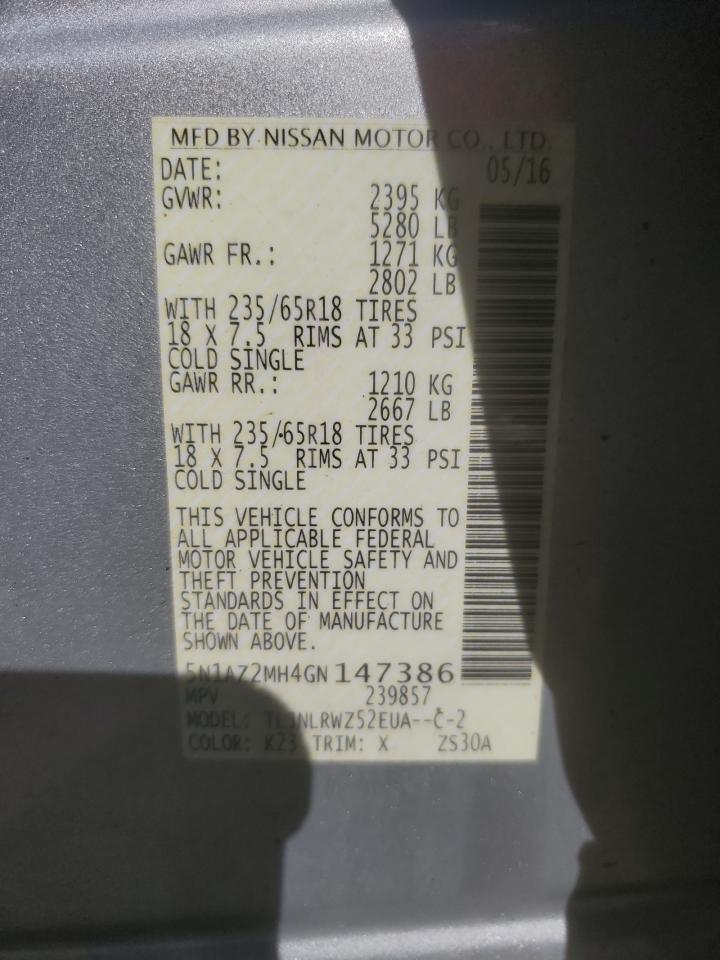 MFD BY NISSAN MOTOR CO., LTD.
DATE: 05/16
GVWR: 2395 KG
5280 LB
GAWR FR.: 1271 KG
2802 LB
WITH 235/65R18 TIRES
18 X 7.5 RIMS AT 33 PSI
COLD SINGLE
GAWR RR.: 1210 KG
2667 LB
WITH 235/65R18 TIRES
18 X 7.5 RIMS AT 33 PSI
COLD SINGLE
THIS VEHICLE CONFORMS TO
ALL APPLICABLE FEDERAL
MOTOR VEHICLE SAFETY AND
THEFT PREVENTION
STANDARDS IN EFFECT ON
THE DATE OF MANUFACTURE
SHOWN ABOVE.
5N1AZ2MH4GN 147386
MPV 239857
MODEL: C-2
COLOR: K23 TRIM: X ZS30A